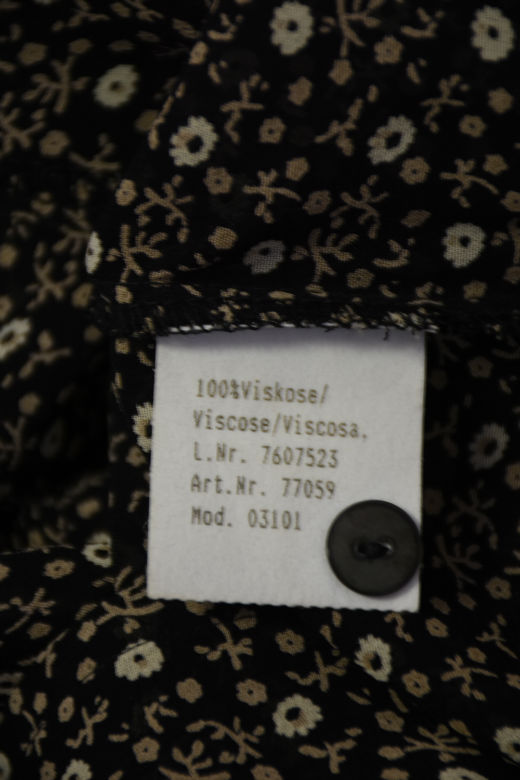 100%Viskose/
Viscose/Viscosa.
L.Nr. 7607523
Art.Nr. 77059
Mod. 03101